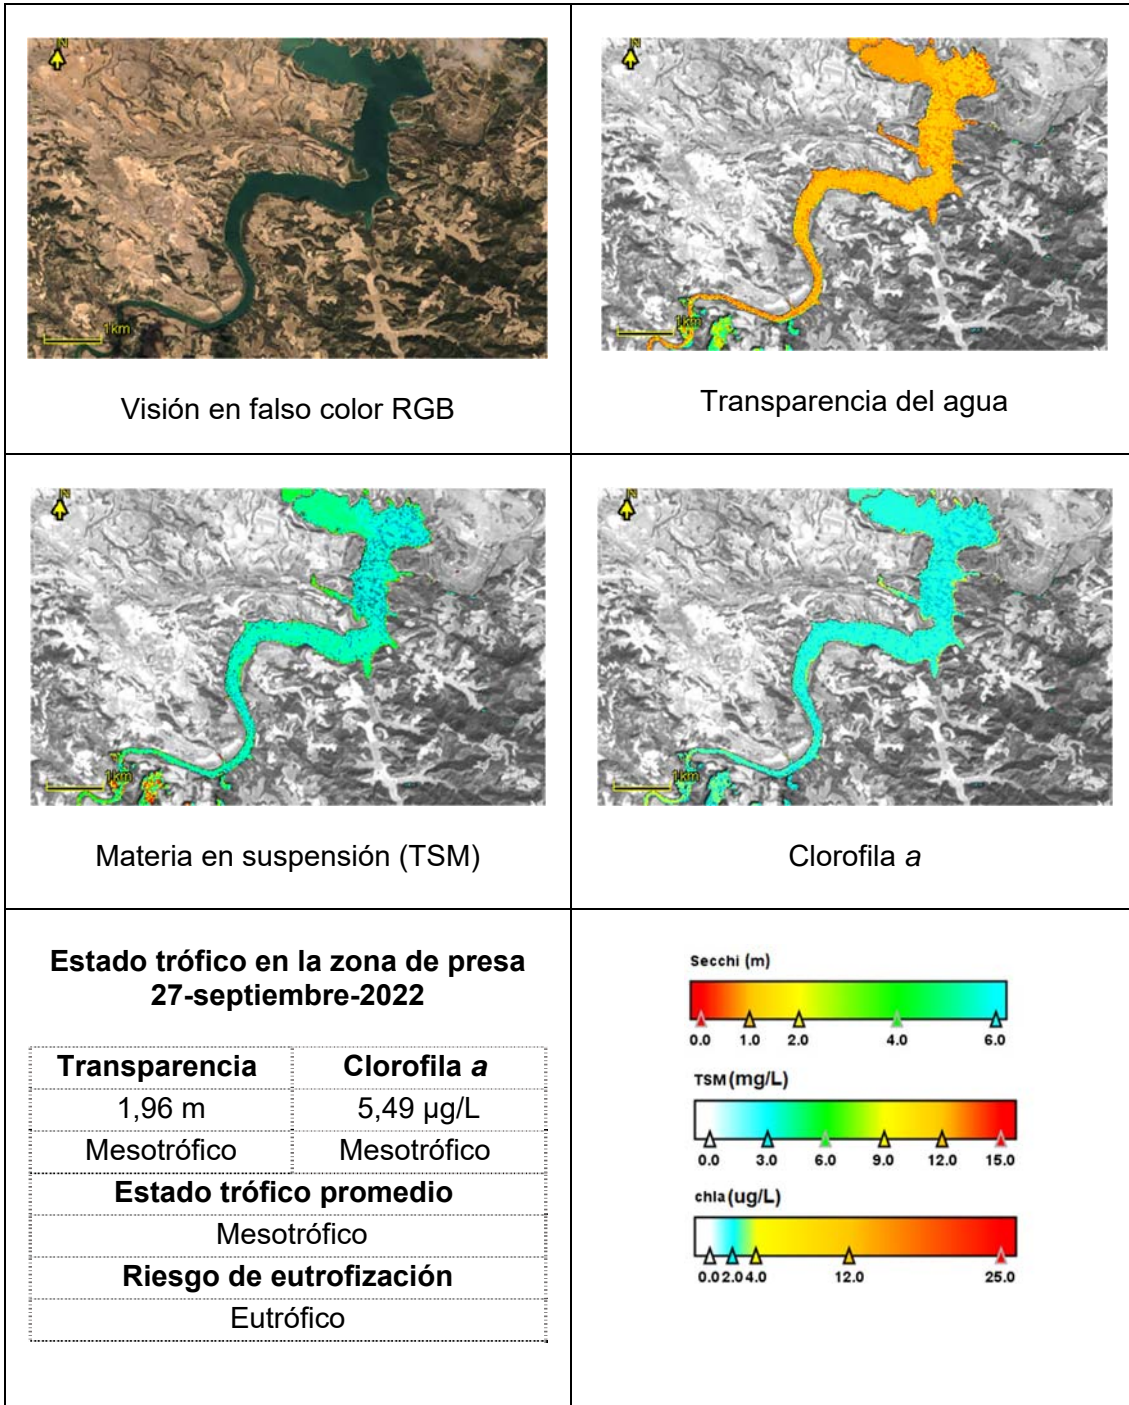 N
1km
Visión en falso color RGB
N
1km
Transparencia del agua
N
1km
Materia en suspensión (TSM)
N
1km
Clorofila a
Estado trófico en la zona de presa
27-septiembre-2022
Transparencia Clorofila a
1,96 m 5,49 µg/L
Mesotrófico Mesotrófico
Estado trófico promedio
Mesotrófico
Riesgo de eutrofización
Eutrófico
Secchi (m)
0.0 1.0 2.0 4.0 6.0
TSM (mg/L)
0.0 3.0 6.0 9.0 12.0 15.0
chla (ug/L)
0.0 2.0 4.0 12.0 25.0